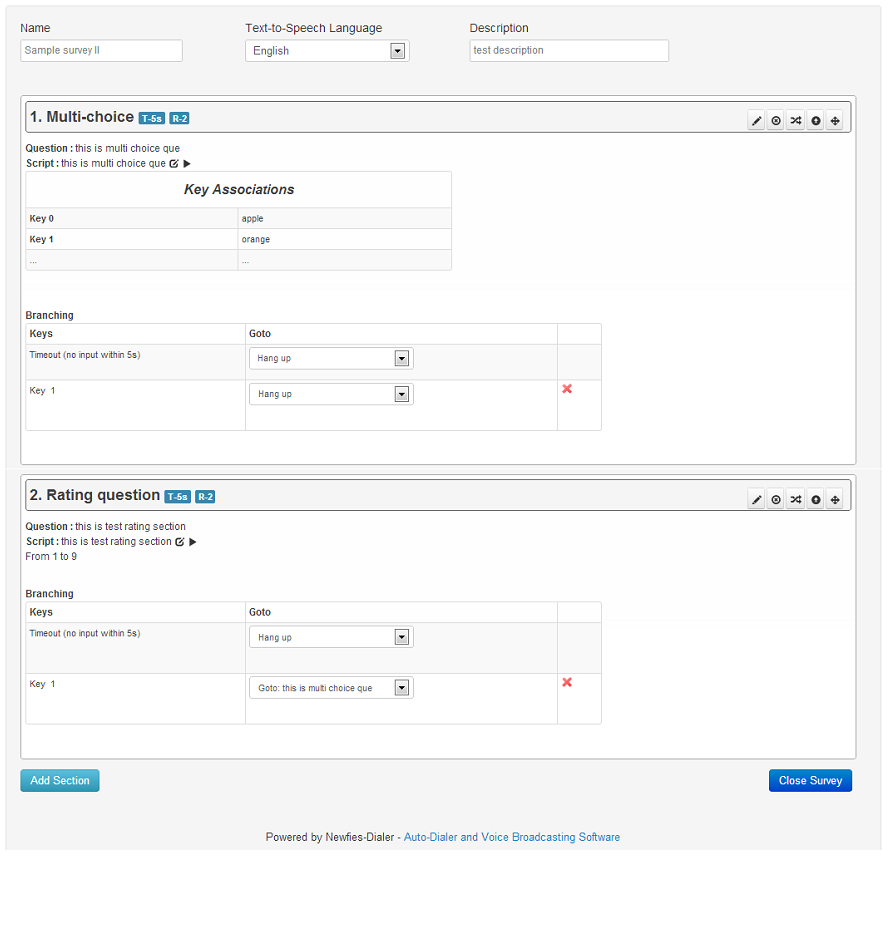 Name Text-to-Speech Language Description
Sample survey II English test description
1. Multi-choice T-5s R-2
Question : this is multi choice que
Script : this is multi choice que
Key Associations
Key 0 apple
Key 1 orange
... ...
Branching
Keys Goto
Timeout (no input within 5s) Hang up
Key 1 Hang up
2. Rating question T-5s R-2
Question : this is test rating section
Script : this is test rating section
From 1 to 9
Branching
Keys Goto
Timeout (no input within 5s) Hang up
Key 1 Goto: this is multi choice que
Add Section Close Survey
Powered by Newfies-Dialer - Auto-Dialer and Voice Broadcasting Software